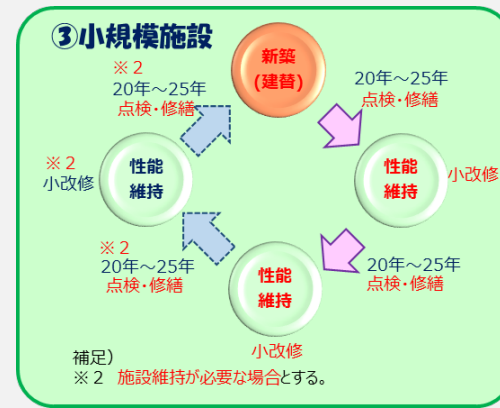 ③小規模施設
新築
(建替)
20年～25年
点検・修繕
性能
維持
小改修
20年～25年
点検・修繕
性能
維持
小改修
※２
20年～25年
点検・修繕
性能
維持
※２
小改修
※２
20年～25年
点検・修繕
補足）
※２ 施設維持が必要な場合とする。